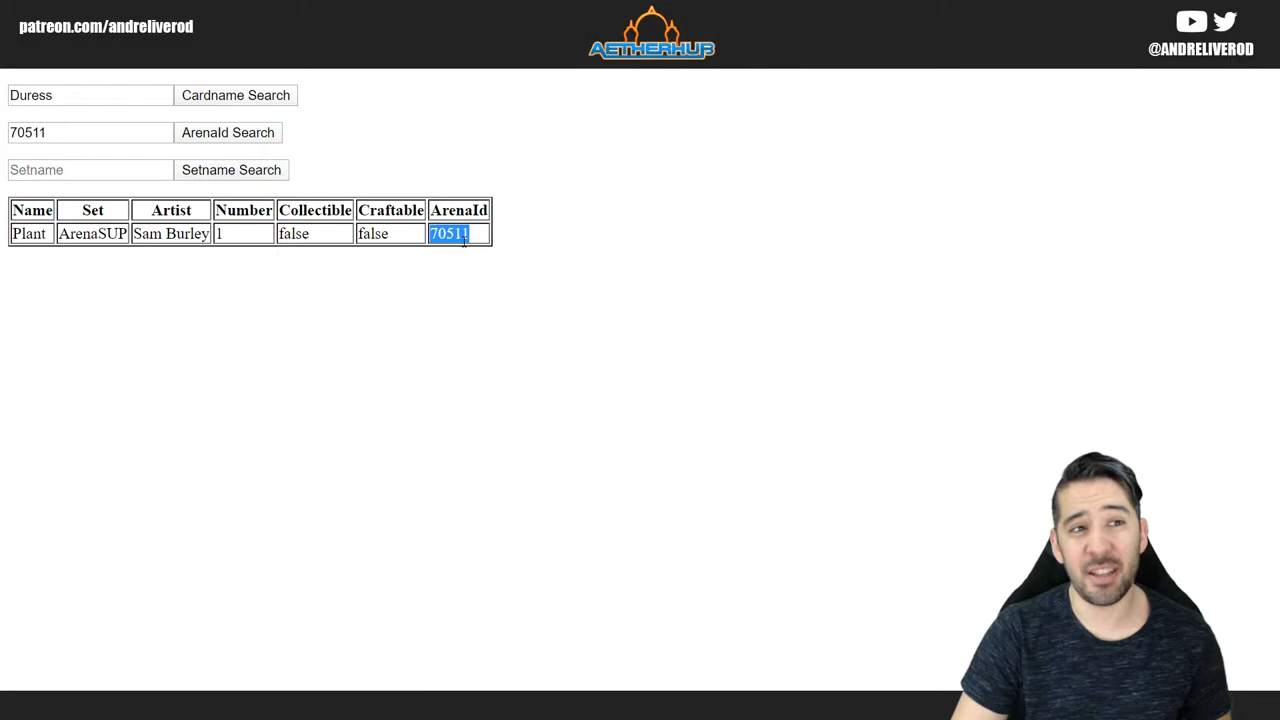 patreon.com/andreliverod
AETHERHUB
@ANDRELIVEROD
Duress Cardname Search
70511 ArenaId Search
Setname Setname Search
Name Set Artist Number Collectible Craftable ArenaId
Plant ArenaSUP Sam Burley 1 false false 70511